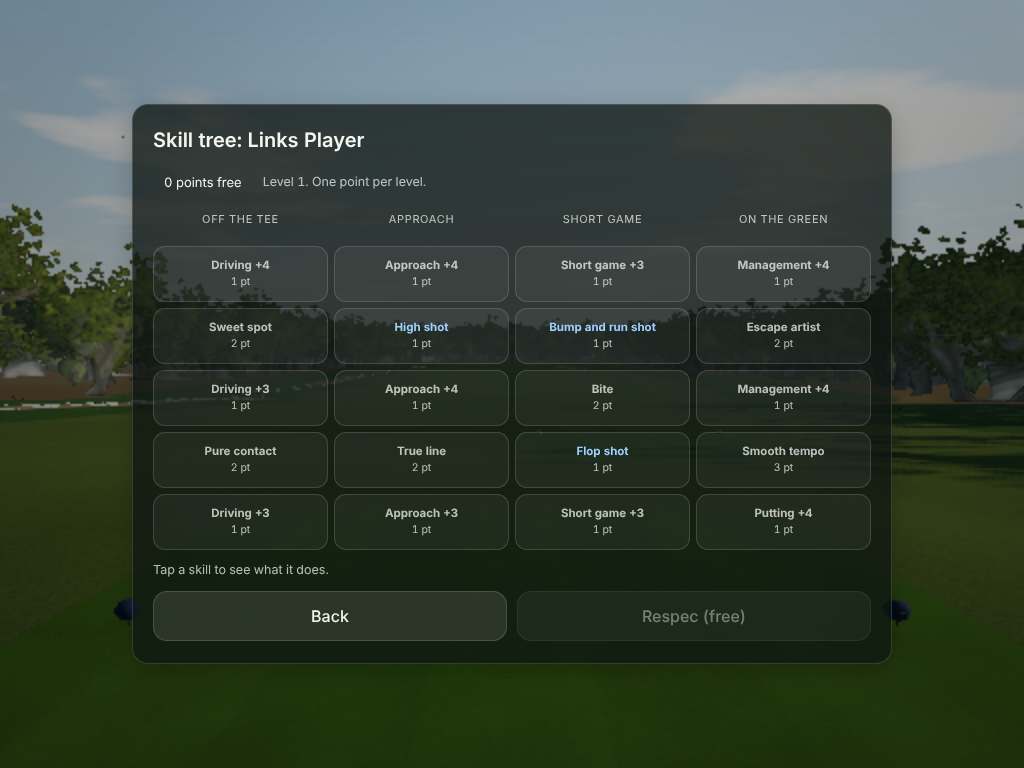 Skill tree: Links Player
0 points free Level 1. One point per level.
OFF THE TEE APPROACH SHORT GAME ON THE GREEN
Driving +4 Approach +4 Short game +3 Management +4
1 pt 1 pt 1 pt 1 pt
Sweet spot High shot Bump and run shot Escape artist
2 pt 1 pt 1 pt 2 pt
Driving +3 Approach +4 Bite Management +4
1 pt 1 pt 2 pt 1 pt
Pure contact True line Flop shot Smooth tempo
2 pt 2 pt 1 pt 3 pt
Driving +3 Approach +3 Short game +3 Putting +4
1 pt 1 pt 1 pt 1 pt
Tap a skill to see what it does.
Back Respec (free)